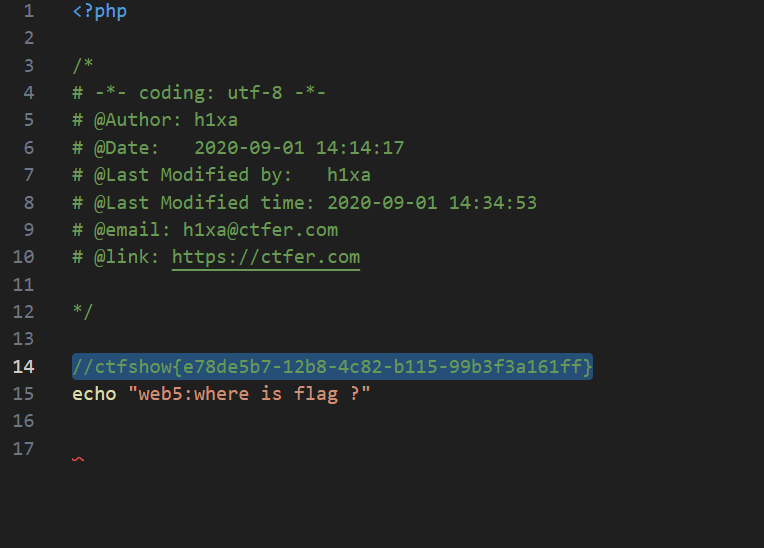 1 <?php
2
3 /*
4 # -*- coding: utf-8 -*-
5 # @Author: h1xa
6 # @Date:   2020-09-01 14:14:17
7 # @Last Modified by:   h1xa
8 # @Last Modified time: 2020-09-01 14:34:53
9 # @email: h1xa@ctfer.com
10 # @link: https://ctfer.com
11
12 */
13
14 //ctfshow{e78de5b7-12b8-4c82-b115-99b3f3a161ff}
15 echo "web5:where is flag ?"
16
17